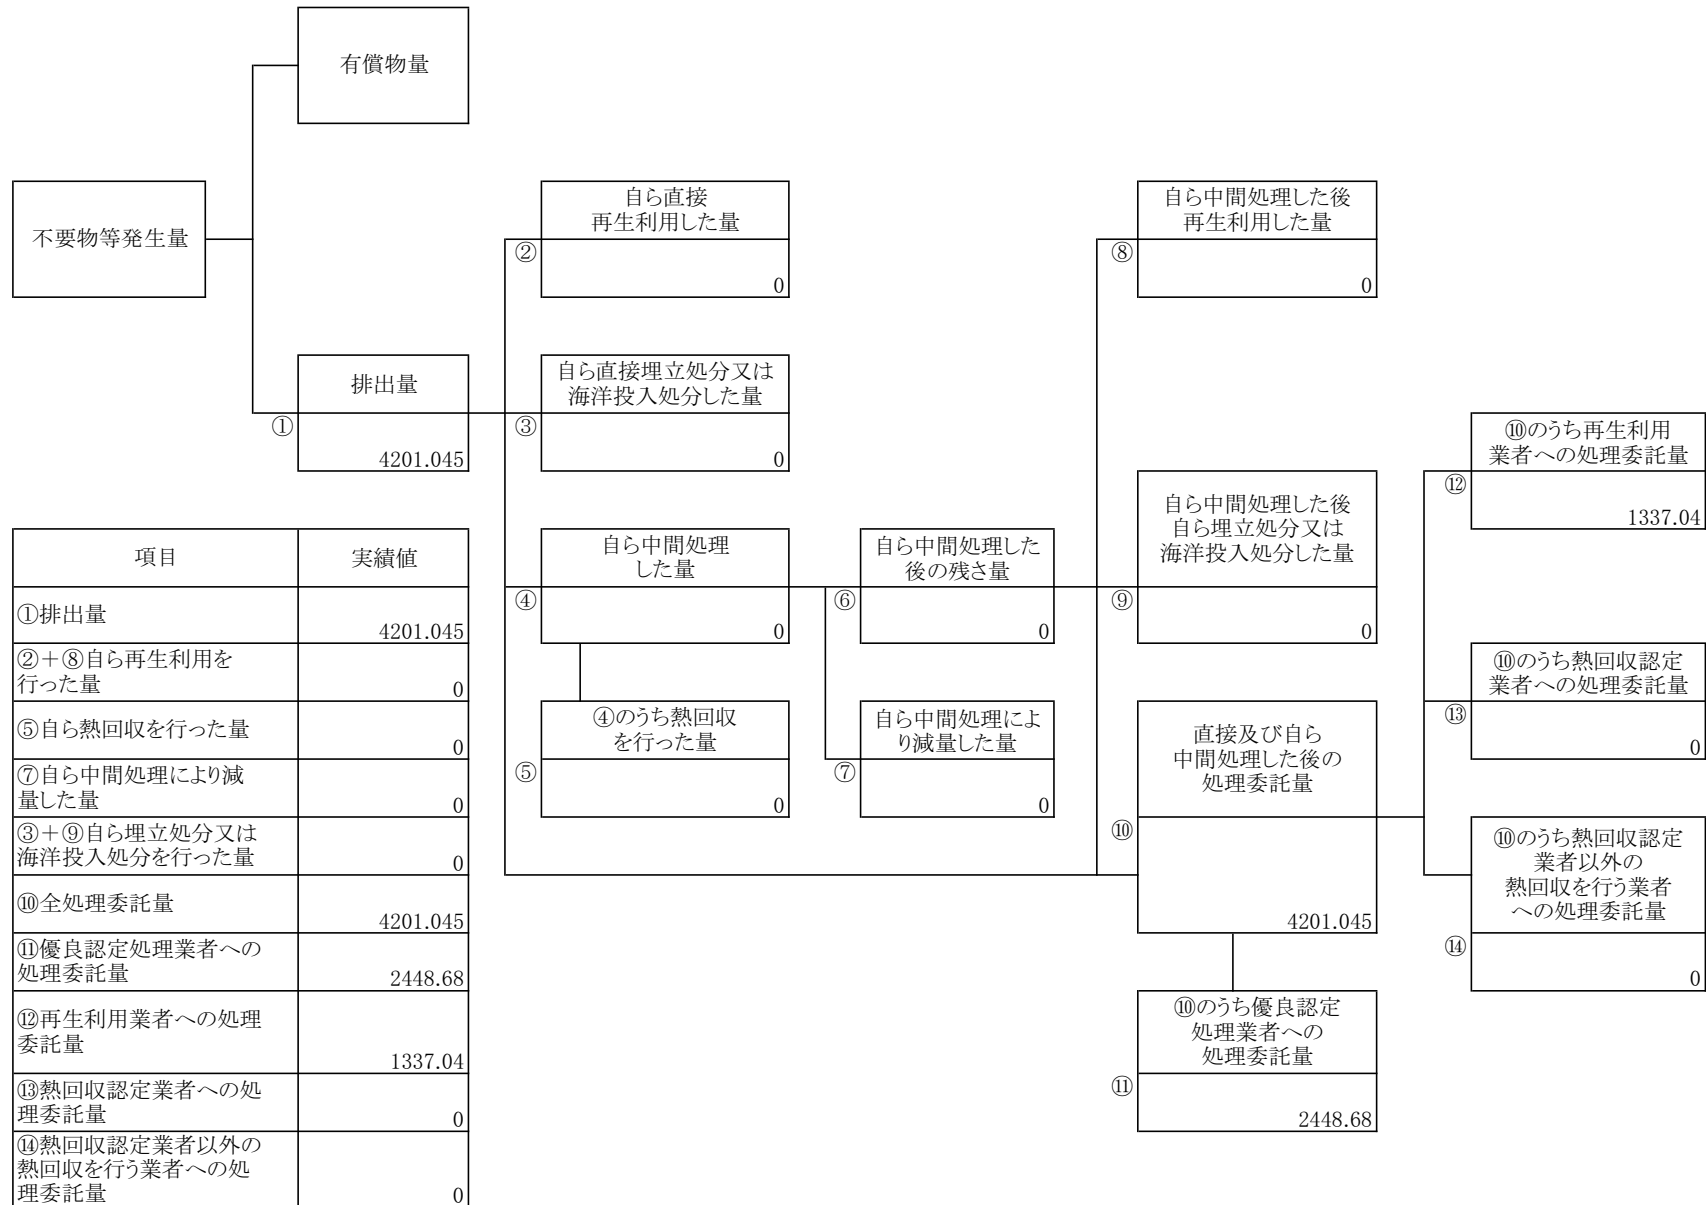 有償物量
不要物等発生量
自ら直接
再生利用した量
②
0
自ら中間処理した後
再生利用した量
⑧
0
排出量
①
4201.045
自ら直接埋立処分又は
海洋投入処分した量
③
0
⑩のうち再生利用
業者への処理委託量
⑫
1337.04
自ら中間処理
した量
④
0
自ら中間処理した
後の残さ量
⑥
0
自ら中間処理した後
自ら埋立処分又は
海洋投入処分した量
⑨
0
⑩のうち熱回収認定
業者への処理委託量
⑬
0
④のうち熱回収
を行った量
⑤
0
自ら中間処理によ
り減量した量
⑦
0
直接及び自ら
中間処理した後の
処理委託量
⑩
4201.045
⑩のうち熱回収認定
業者以外の
熱回収を行う業者
への処理委託量
⑭
0
⑩のうち優良認定
処理業者への
処理委託量
⑪
2448.68
項目 実績値
①排出量
4201.045
②＋⑧自ら再生利用を
行った量
0
⑤自ら熱回収を行った量
0
⑦自ら中間処理により減
量した量
0
③＋⑨自ら埋立処分又は
海洋投入処分を行った量
0
⑩全処理委託量
4201.045
⑪優良認定処理業者への
処理委託量
2448.68
⑫再生利用業者への処理
委託量
1337.04
⑬熱回収認定業者への処
理委託量
0
⑭熱回収認定業者以外の
熱回収を行う業者への処
理委託量
0